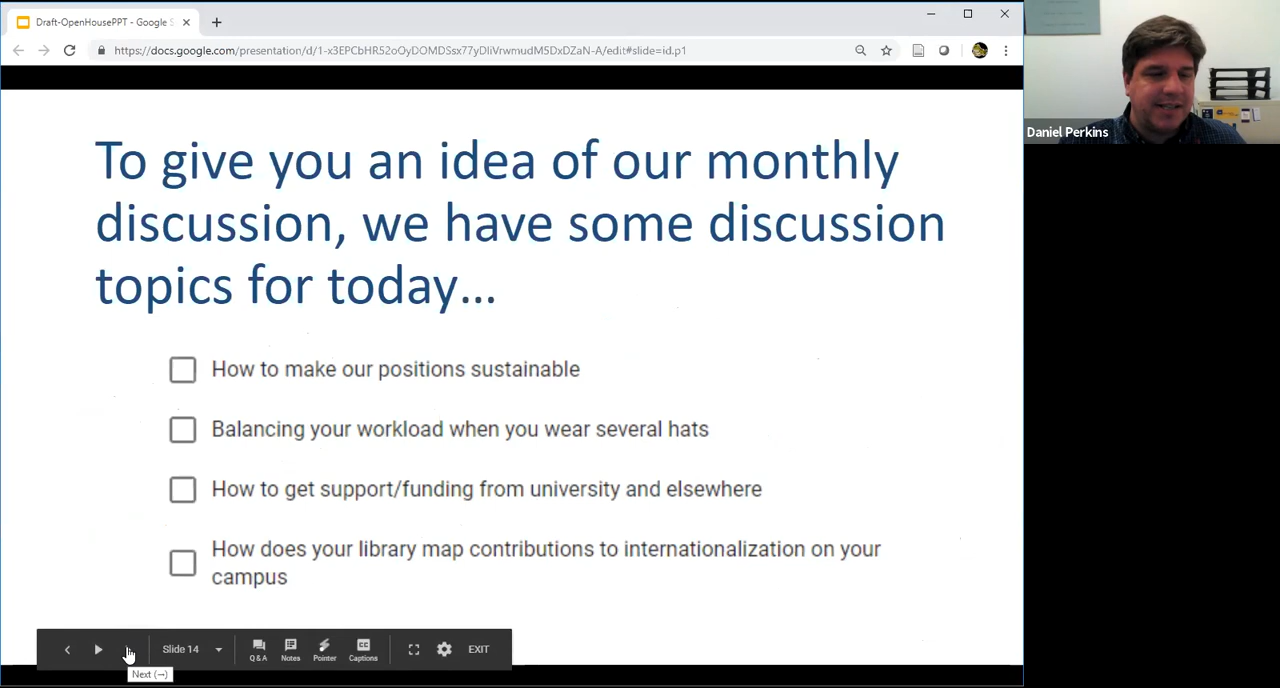 Draft-OpenHousePPT - Google S
https://docs.google.com/presentation/d/1-x3EPCbHR52oOyDOMDSsx77yDIiVrwmudM5DxDZaN-A/edit#slide=id.p1
Daniel Perkins
To give you an idea of our monthly
discussion, we have some discussion
topics for today...
How to make our positions sustainable
Balancing your workload when you wear several hats
How to get support/funding from university and elsewhere
How does your library map contributions to internationalization on your
campus
Slide 14
Q&A
Notes
Pointer
Captions
EXIT
Next (→)